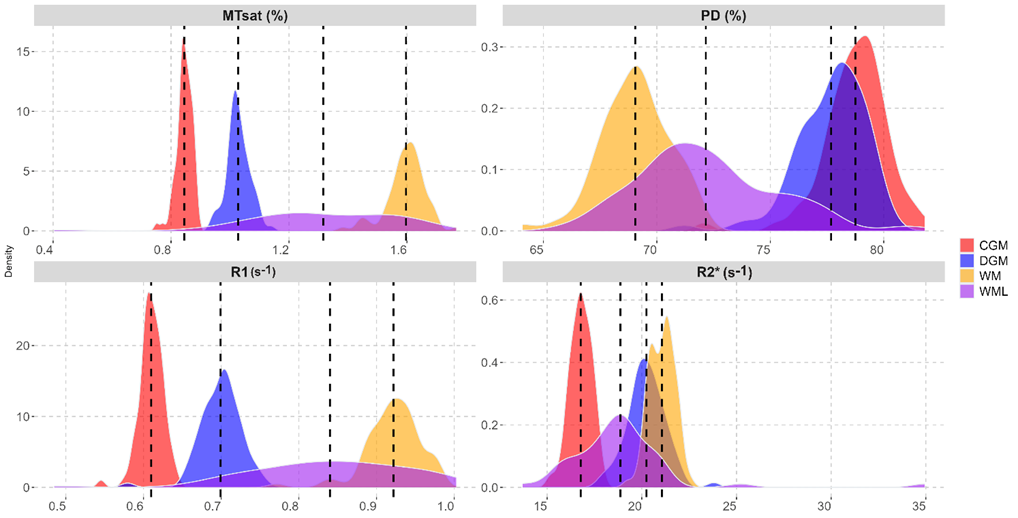 MTsat (%)
PD (%)
15
10
5
0
0.4 0.8 1.2 1.6
0.3
0.2
0.1
0.0
65 70 75 80
Density
R1 (s-1)
R2* (s-1)
20
10
0
0.5 0.6 0.7 0.8 0.9 1.0
0.6
0.4
0.2
0.0
15 20 25 30 35
CGM
DGM
WM
WML